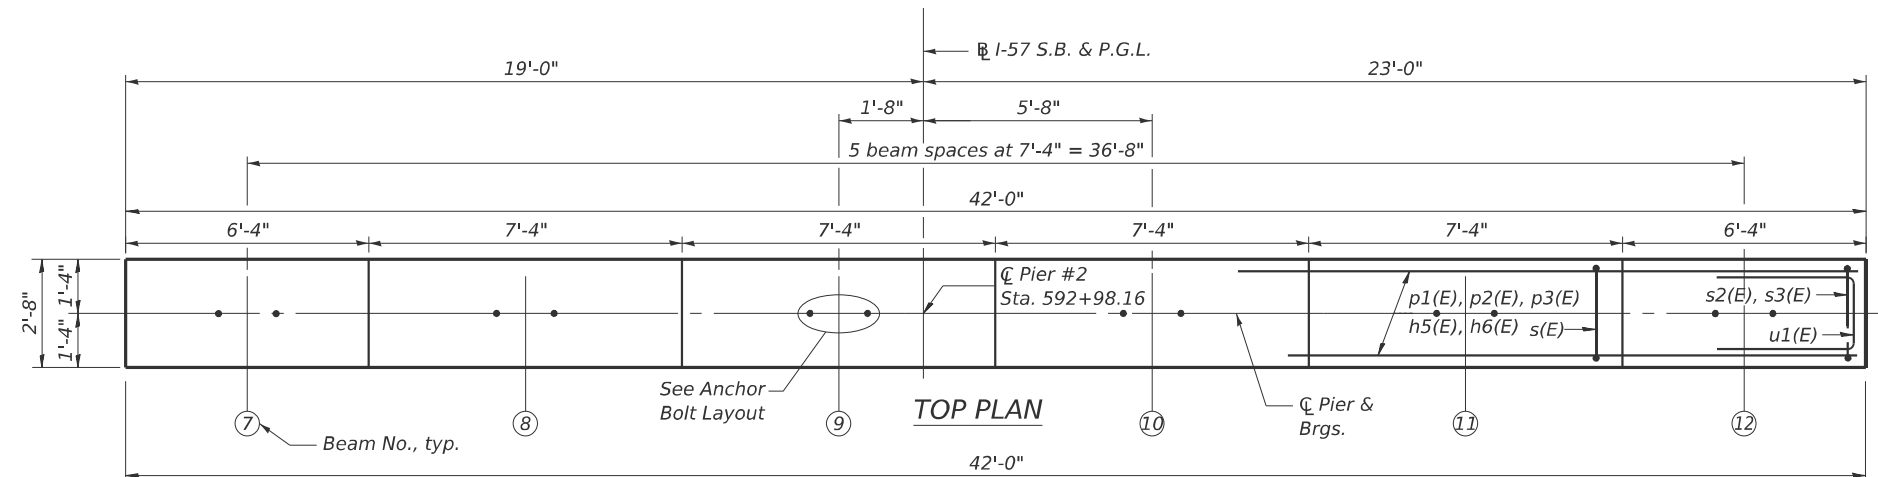 ℄ I-57 S.B. & P.G.L.
19'-0"
23'-0"
1'-8"
5'-8"
5 beam spaces at 7'-4" = 36'-8"
42'-0"
6'-4"
7'-4"
7'-4"
7'-4"
7'-4"
6'-4"
2'-8"
1'-4"
1'-4"
℄ Pier #2
Sta. 592+98.16
p1(E), p2(E), p3(E)
h5(E), h6(E)
s(E)
s2(E), s3(E)
u1(E)
See Anchor
Bolt Layout
TOP PLAN
℄ Pier &
Brgs.
7
8
9
10
11
12
Beam No., typ.
42'-0"